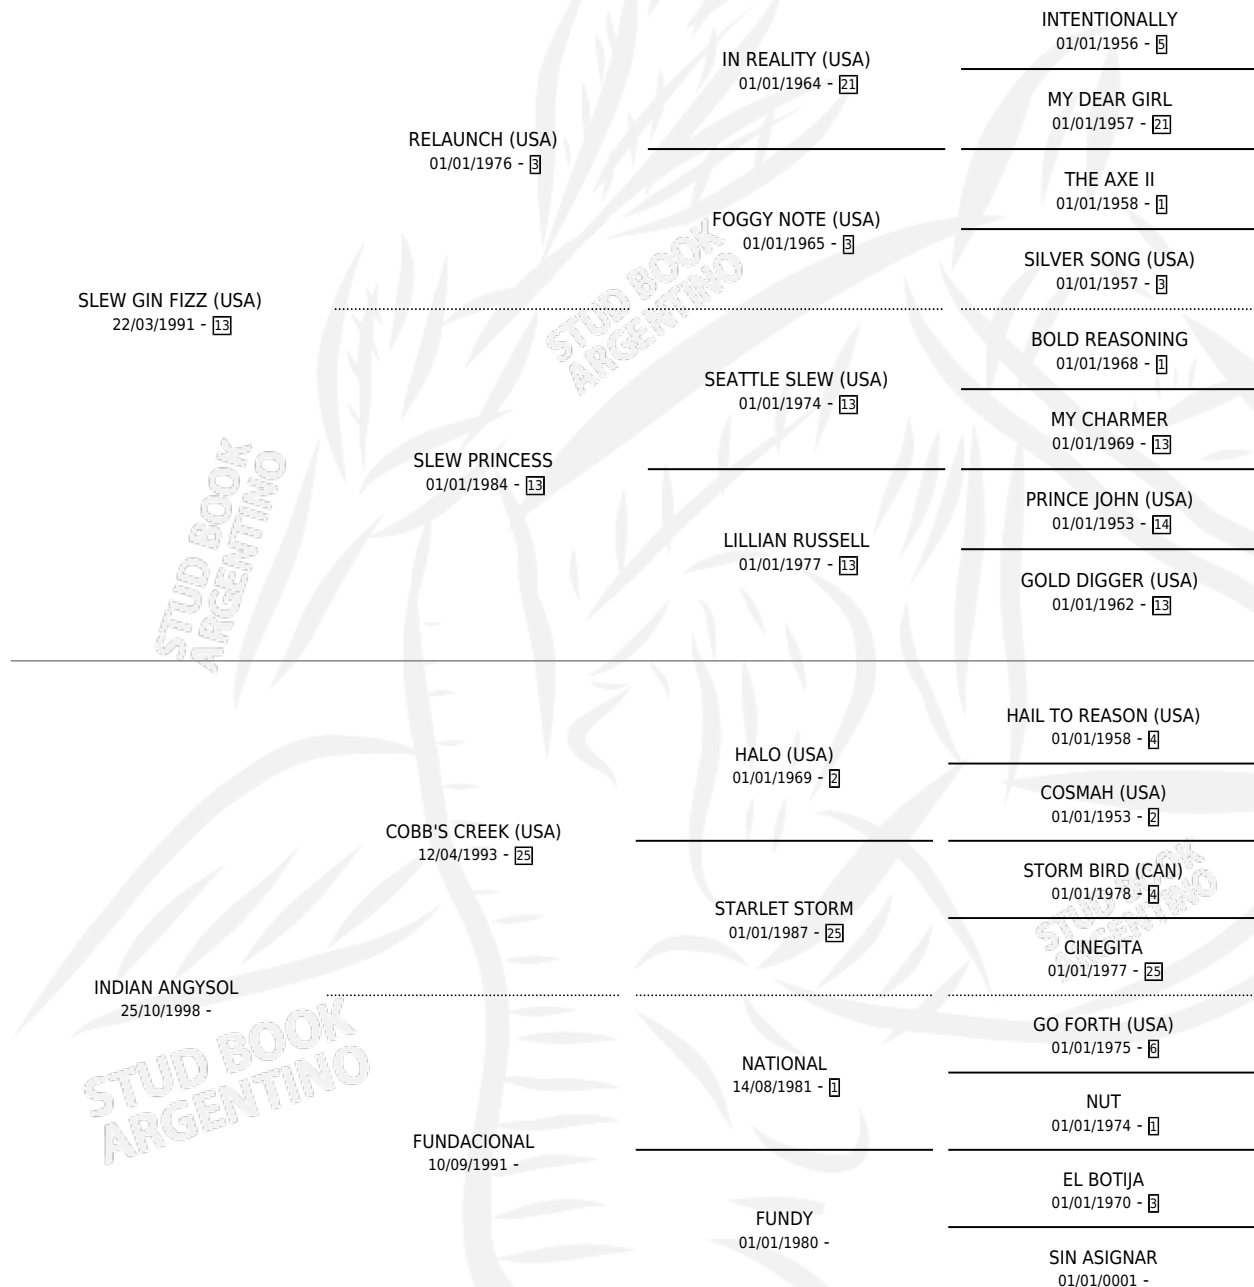 INTENTIONALLY
01/01/1956 - 5
IN REALITY (USA)
01/01/1964 - 21
MY DEAR GIRL
01/01/1957 - 21
RELAUNCH (USA)
01/01/1976 - 3
THE AXE II
01/01/1958 - 1
FOGGY NOTE (USA)
01/01/1965 - 3
SILVER SONG (USA)
01/01/1957 - 3
SLEW GIN FIZZ (USA)
22/03/1991 - 13
STUD BOOK
ARGENTINO
BOLD REASONING
01/01/1968 - 1
SEATTLE SLEW (USA)
01/01/1974 - 13
MY CHARMER
01/01/1969 - 13
SLEW PRINCESS
01/01/1984 - 13
PRINCE JOHN (USA)
01/01/1953 - 14
LILLIAN RUSSELL
01/01/1977 - 13
GOLD DIGGER (USA)
01/01/1962 - 13
STUD BOOK
ARGENTINO
HAIL TO REASON (USA)
01/01/1958 - 4
HALO (USA)
01/01/1969 - 2
COSMAH (USA)
01/01/1953 - 2
COBB'S CREEK (USA)
12/04/1993 - 25
STORM BIRD (CAN)
01/01/1978 - 4
STARLET STORM
01/01/1987 - 25
CINEGITA
01/01/1977 - 25
STUD BOOK
ARGENTINO
INDIAN ANGYSOL
25/10/1998 -
STUD BOOK
ARGENTINO
GO FORTH (USA)
01/01/1975 - 6
NATIONAL
14/08/1981 - 1
NUT
01/01/1974 - 1
FUNDACIONAL
10/09/1991 -
EL BOTIJA
01/01/1970 - 3
FUNDY
01/01/1980 -
SIN ASIGNAR
01/01/0001 -